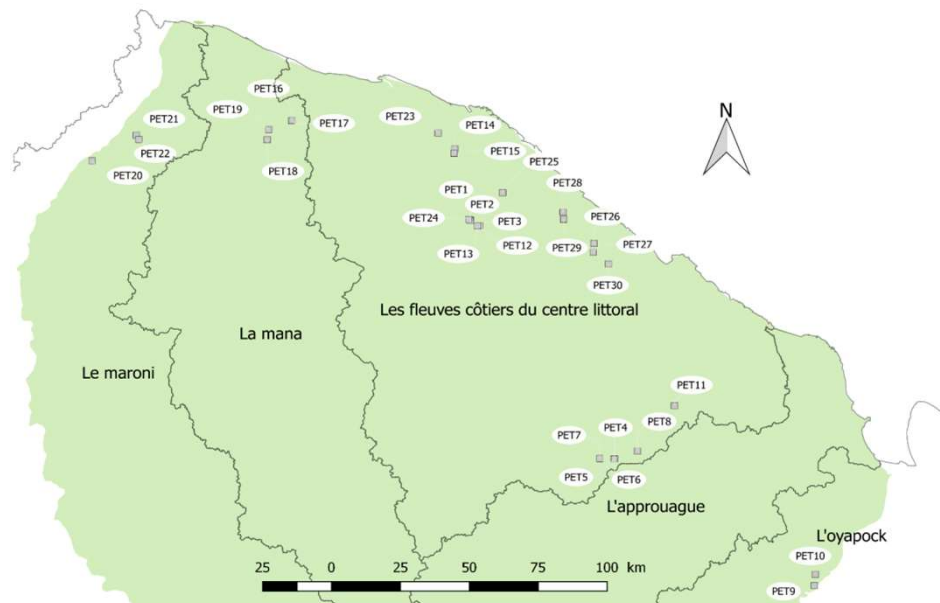 N
PET16
PET19
PET21
PET17
PET23
PET14
PET22
PET15
PET18
PET20
PET25
PET28
PET1
PET2
PET24
PET3
PET26
PET12
PET29
PET27
PET13
PET30
Les fleuves côtiers du centre littoral
La mana
Le maroni
PET11
PET7
PET4
PET8
PET5
PET6
L'approuague
L'oyapock
PET10
PET9
25 0 25 50 75 100 km